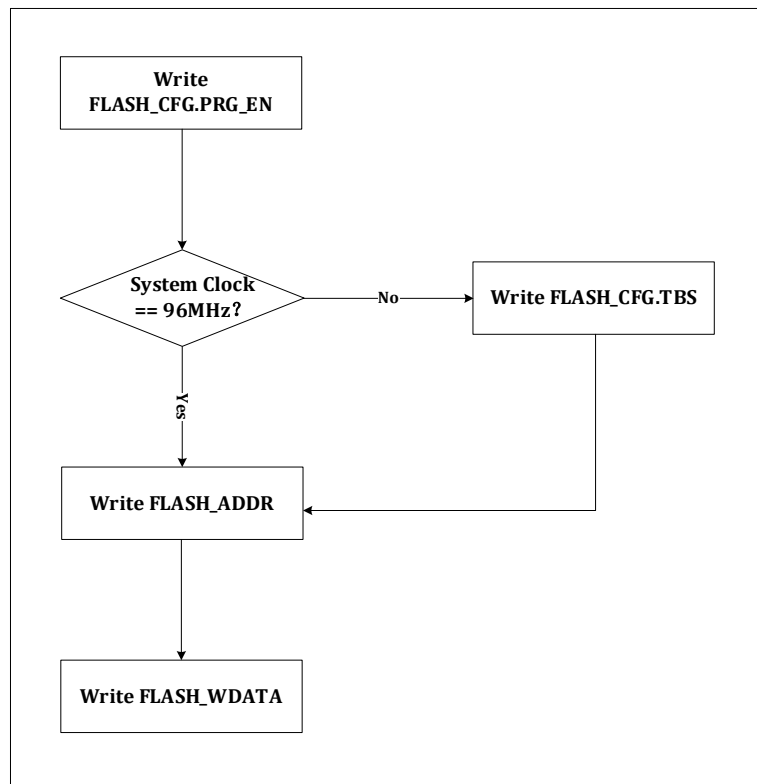 Write
FLASH_CFG.PRG_EN
System Clock
== 96MHz?
No
Write FLASH_CFG.TBS
Yes
Write FLASH_ADDR
Write FLASH_WDATA